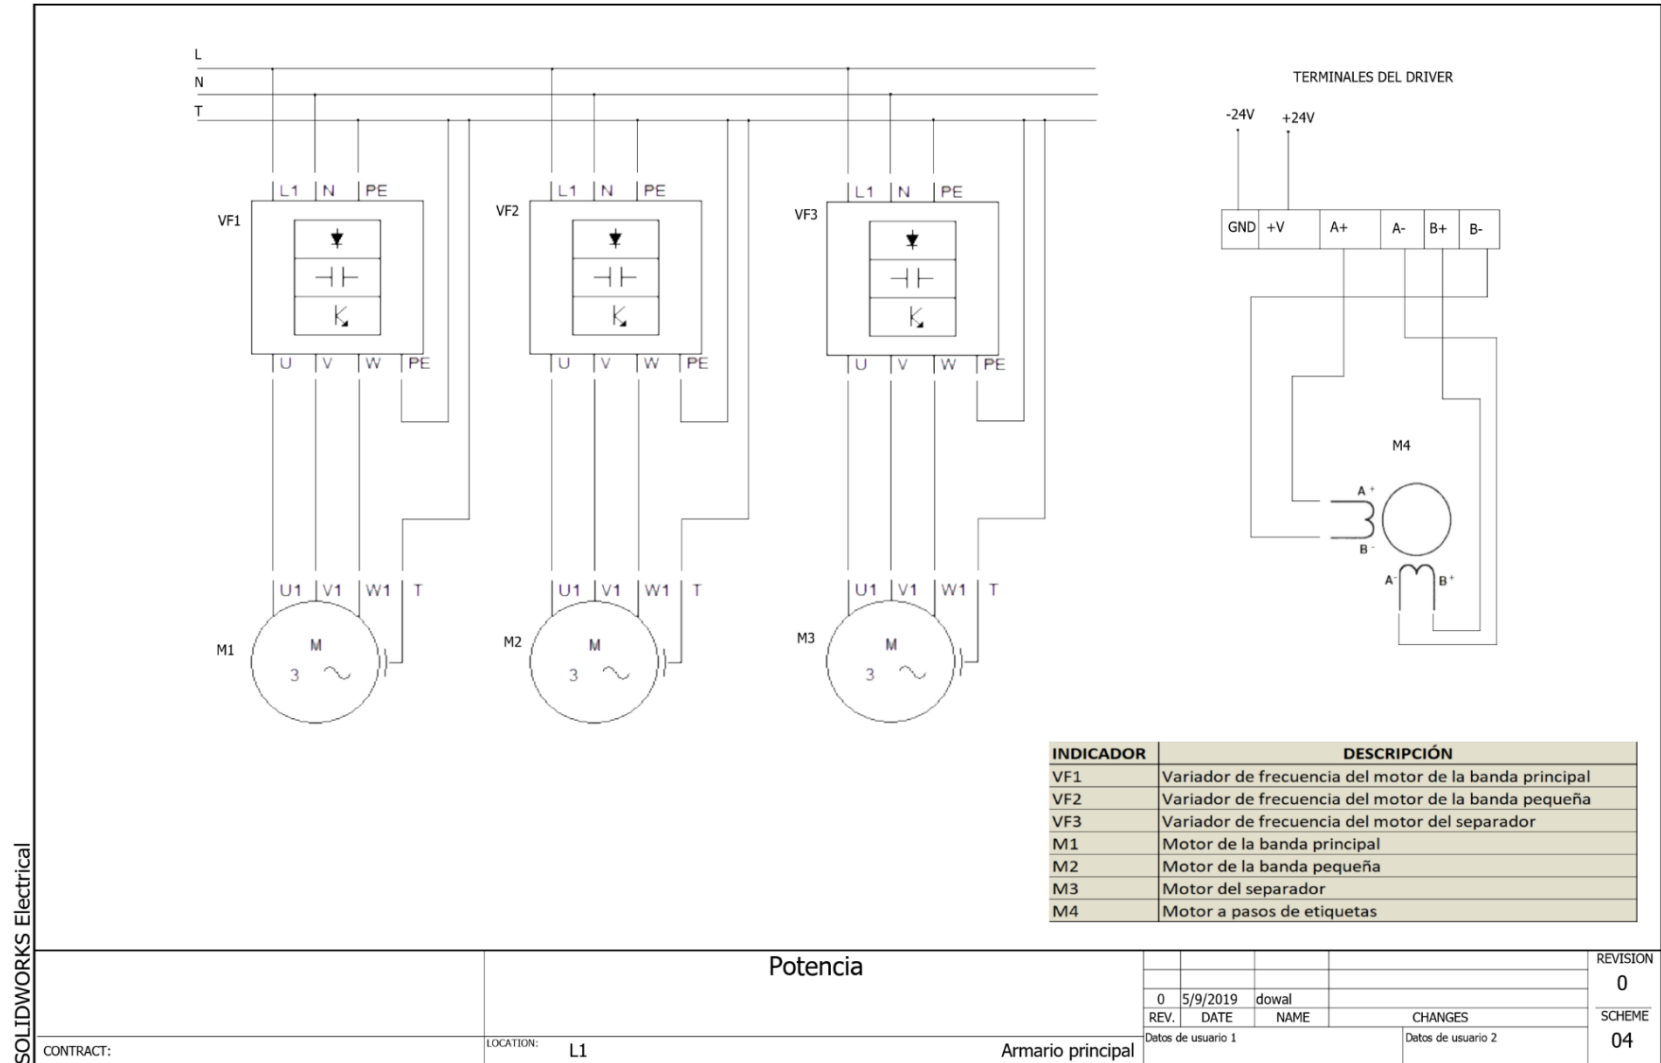 L
N
T
L1 N PE
VF1
U V W PE
U1 V1 W1 T
M1
M
3
L1 N PE
VF2
U V W PE
U1 V1 W1 T
M2
M
3
L1 N PE
VF3
U V W PE
U1 V1 W1 T
M3
M
3
TERMINALES DEL DRIVER
-24V +24V
GND +V A+ A- B+ B-
M4
A+
B-
A- B+
INDICADOR DESCRIPCIÓN
VF1 Variador de frecuencia del motor de la banda principal
VF2 Variador de frecuencia del motor de la banda pequeña
VF3 Variador de frecuencia del motor del separador
M1 Motor de la banda principal
M2 Motor de la banda pequeña
M3 Motor del separador
M4 Motor a pasos de etiquetas
SOLIDWORKS Electrical
CONTRACT:
Potencia
LOCATION: L1 Armario principal
0 5/9/2019 dowal
REV. DATE NAME CHANGES
Datos de usuario 1 Datos de usuario 2
REVISION
0
SCHEME
04